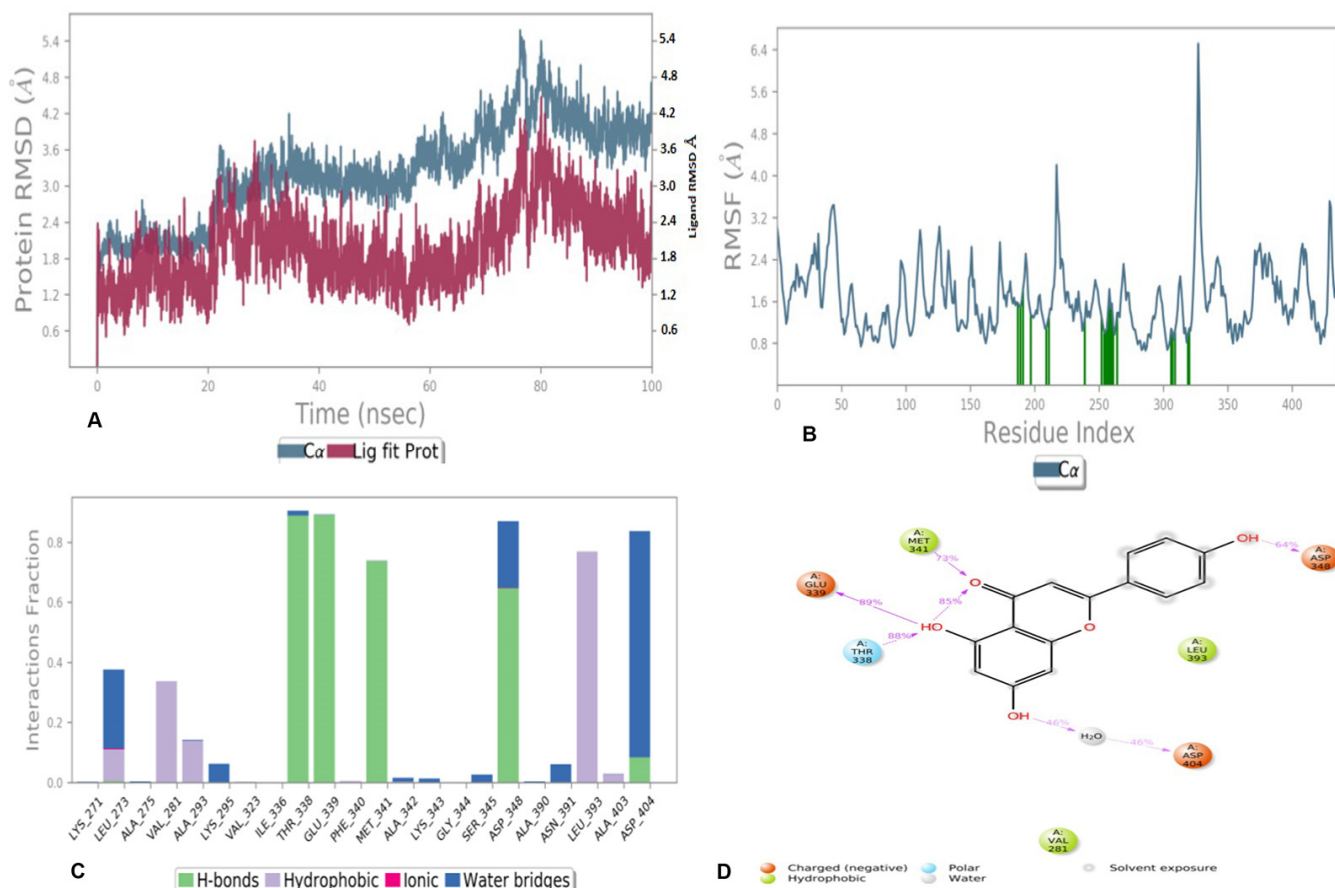 Protein RMSD (Å)
5.4
4.8
4.2
3.6
3.0
2.4
1.8
1.2
0.6
5.4
4.8
4.2
3.6
3.0
2.4
1.8
1.2
0.6
Ligand RMSD Å
0 20 40 60 80 100
Time (nsec)
A
Cα Lig fit Prot
RMSF (Å)
6.4
5.6
4.8
4.0
3.2
2.4
1.6
0.8
0 50 100 150 200 250 300 350 400
Residue Index
B
Cα
Interactions Fraction
0.8
0.6
0.4
0.2
0.0
LYS_271
LEU_273
ALA_275
VAL_281
ALA_293
LYS_295
VAL_323
ILE_336
THR_338
GLU_339
PHE_340
MET_341
ALA_342
LYS_343
GLY_344
SER_345
ASP_348
ALA_390
ASN_391
LEU_393
ALA_403
ASP_404
C
H-bonds Hydrophobic Ionic Water bridges
A:
MET
341
73%
O
A:
GLU
339
89%
85%
HO
A:
THR
338
88%
OH
64%
A:
ASP
348
O
A:
LEU
393
OH
46%
H₂O
46%
A:
ASP
404
A:
VAL
281
Charged (negative) Polar Solvent exposure
Hydrophobic Water
D